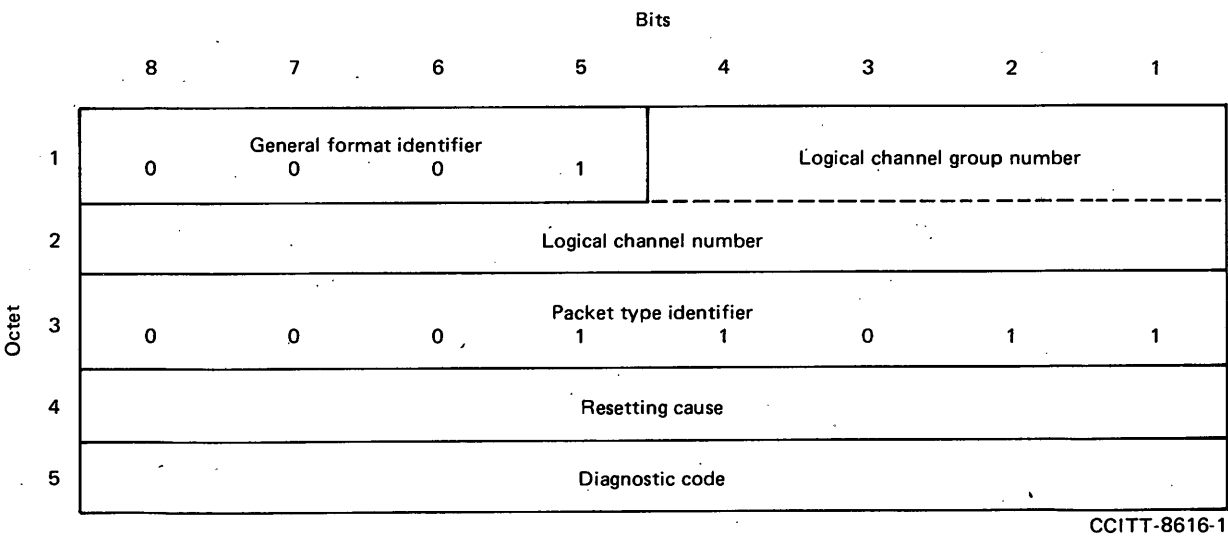 Bits
8 7 6 5 4 3 2 1
General format identifier
0 0 0 1
Logical channel group number
1
2
Logical channel number
Octet
3
Packet type identifier
0 0 0 1 1 0 1 1
4
Resetting cause
5
Diagnostic code
CCITT-8616-1